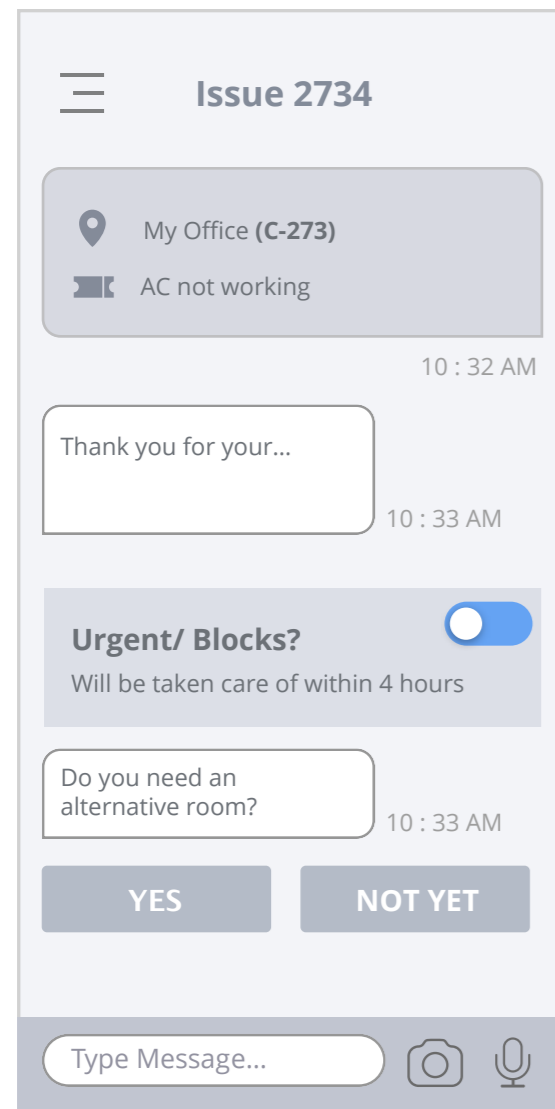 Issue 2734
My Office (C-273)
AC not working
10 : 32 AM
Thank you for your...
10 : 33 AM
Urgent/ Blocks?
Will be taken care of within 4 hours
Do you need an
alternative room?
10 : 33 AM
YES NOT YET
Type Message...